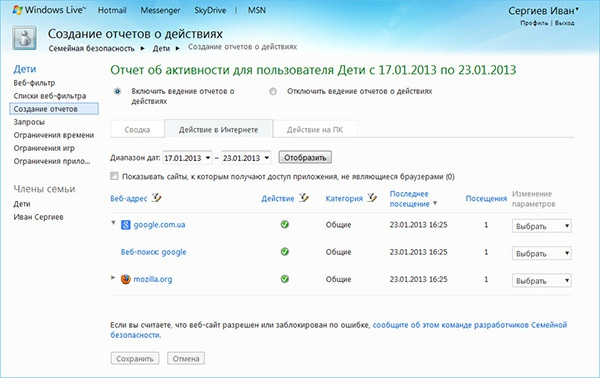 Windows Live™ Hotmail Messenger SkyDrive MSN Сергиев Иван
Профиль | Выход
Создание отчетов о действиях
Семейная безопасность ► Дети ► Создание отчетов о действиях
Дети
Веб-фильтр
Списки веб-фильтра
Создание отчетов
Запросы
Ограничения времени
Ограничения игр
Ограничения прило...
Члены семьи
Дети
Иван Сергиев
Отчет об активности для пользователя Дети с 17.01.2013 по 23.01.2013
Включить ведение отчетов о действиях
Отключить ведение отчетов о действиях
Сводка Действие в Интернете Действие на ПК
Диапазон дат: 17.01.2013 – 23.01.2013 Отобразить
Показывать сайты, к которым получают доступ приложения, не являющиеся браузерами (0)
Веб-адрес Действие Категория Последнее посещение Посещения Изменение параметров
google.com.ua Общие 23.01.2013 16:25 1 Выбрать
Веб-поиск: google Общие 23.01.2013 16:25 1 Выбрать
mozilla.org Общие 23.01.2013 16:25 1 Выбрать
Если вы считаете, что веб-сайт разрешен или заблокирован по ошибке, сообщите об этом команде разработчиков Семейной
безопасности.
Сохранить Отмена